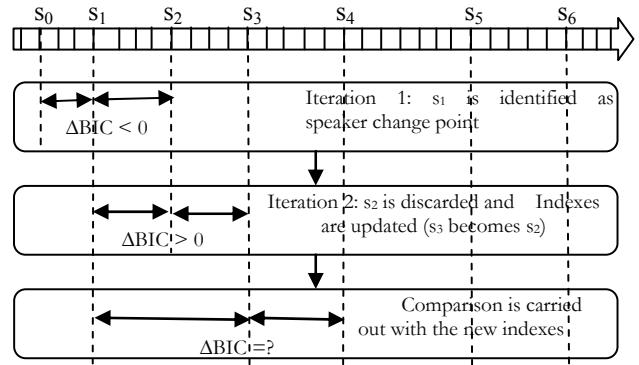 s0 s1 s2 s3 s4 s5 s6
Iteration 1: s1 is identified as
speaker change point
ΔBIC < 0
Iteration 2: s2 is discarded and Indexes
are updated (s3 becomes s2)
ΔBIC > 0
Comparison is carried
out with the new indexes
ΔBIC =?